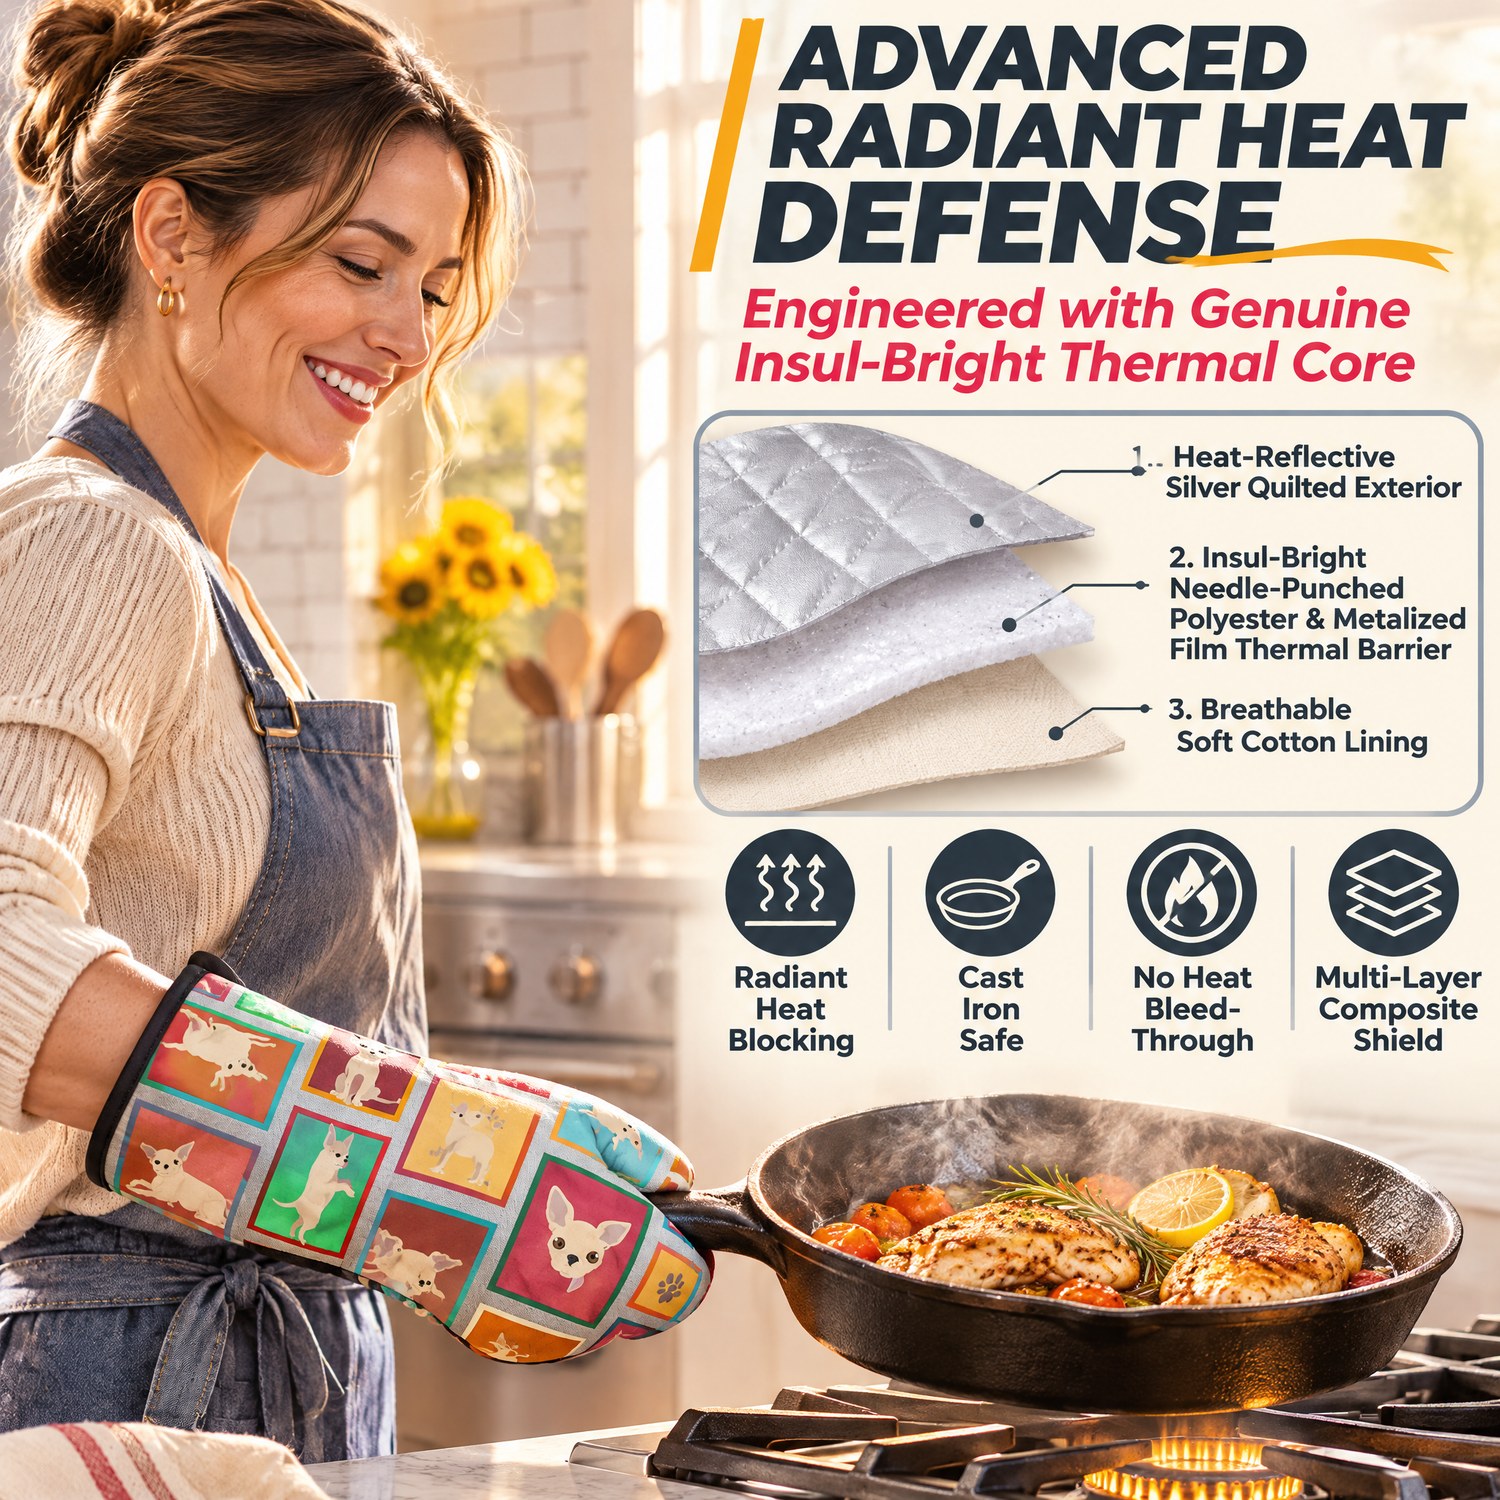 ADVANCED
RADIANT HEAT
DEFENSE
Engineered with Genuine
Insul-Bright Thermal Core
1.. Heat-Reflective
Silver Quilted Exterior
2. Insul-Bright
Needle-Punched
Polyester & Metalized
Film Thermal Barrier
3. Breathable
Soft Cotton Lining
Radiant
Heat
Blocking
Cast
Iron
Safe
No Heat
Bleed-
Through
Multi-Layer
Composite
Shield